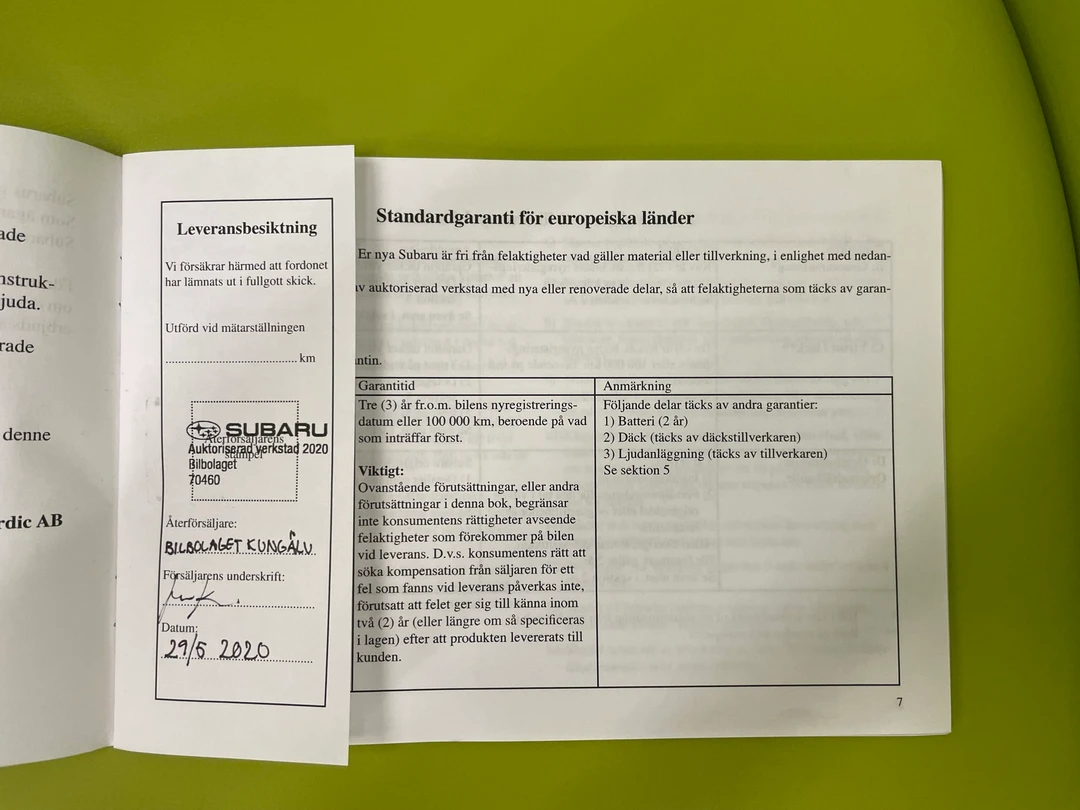 ade
nstruk-
juda.
rade
denne
rdic AB
Leveransbesiktning
Vi försäkrar härmed att fordonet
har lämnats ut i fullgott skick.
Utförd vid mätarställningen
km
SUBARU
Återförsäljarens
stämpel
Auktoriserad verkstad 2020
Bilbolaget
70460
Återförsäljare:
BILBOLAGET KUNGÄLV
Försäljarens underskrift:
Datum:
29/5 2020
Standardgaranti för europeiska länder
Er nya Subaru är fri från felaktigheter vad gäller material eller tillverkning, i enlighet med nedan-
av auktoriserad verkstad med nya eller renoverade delar, så att felaktigheterna som täcks av garan-
ntin.
Garantitid
Tre (3) år fr.o.m. bilens nyregistrerings-
datum eller 100 000 km, beroende på vad
som inträffar först.
Viktigt:
Ovanstående förutsättningar, eller andra
förutsättningar i denna bok, begränsar
inte konsumentens rättigheter avseende
felaktigheter som förekommer på bilen
vid leverans. D.v.s. konsumentens rätt att
söka kompensation från säljaren för ett
fel som fanns vid leverans påverkas inte,
förutsatt att felet ger sig till känna inom
två (2) år (eller längre om så specificeras
i lagen) efter att produkten levererats till
kunden.
Anmärkning
Följande delar täcks av andra garantier:
1) Batteri (2 år)
2) Däck (täcks av däckstillverkaren)
3) Ljudanläggning (täcks av tillverkaren)
Se sektion 5
7